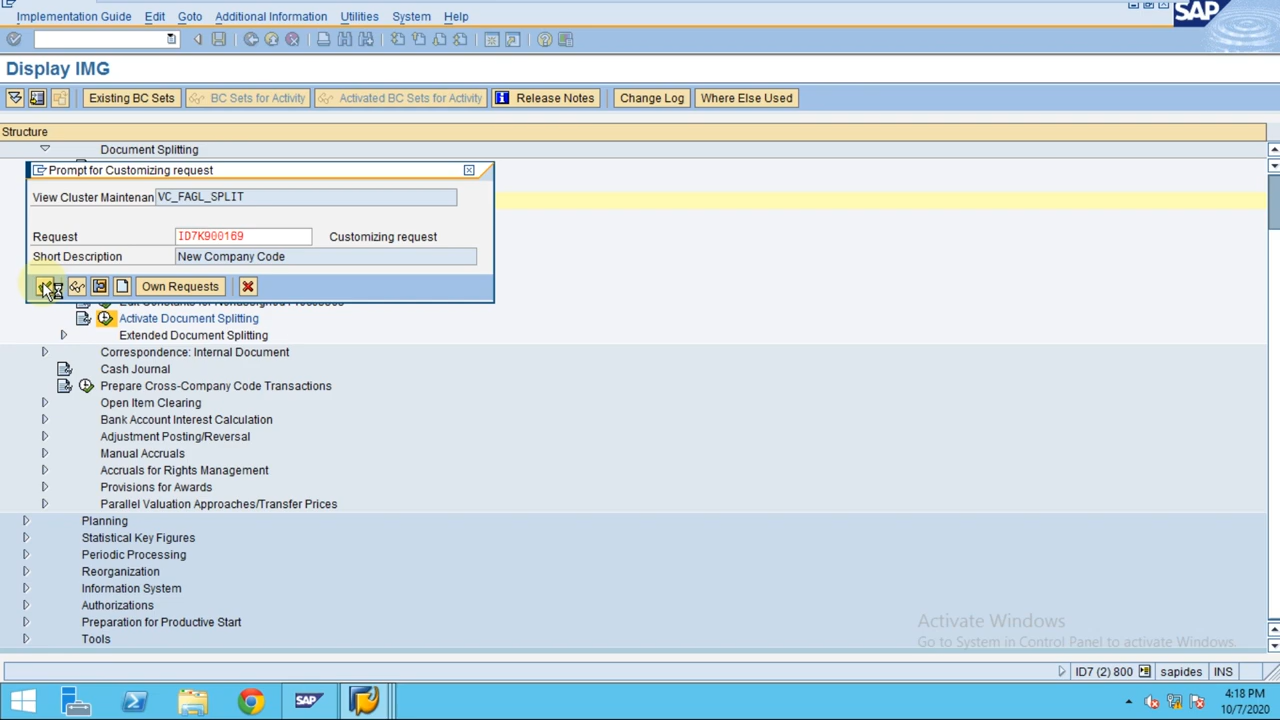 Implementation Guide Edit Goto Additional Information Utilities System Help
SAP
Display IMG
Existing BC Sets BC Sets for Activity Activated BC Sets for Activity Release Notes Change Log Where Else Used
Structure
Document Splitting
Prompt for Customizing request
View Cluster Maintenan VC_FAGL_SPLIT
Request ID7K900169 Customizing request
Short Description New Company Code
Own Requests
Edit Constants for Nonassigned Processes
Activate Document Splitting
Extended Document Splitting
Correspondence: Internal Document
Cash Journal
Prepare Cross-Company Code Transactions
Open Item Clearing
Bank Account Interest Calculation
Adjustment Posting/Reversal
Manual Accruals
Accruals for Rights Management
Provisions for Awards
Parallel Valuation Approaches/Transfer Prices
Planning
Statistical Key Figures
Periodic Processing
Reorganization
Information System
Authorizations
Preparation for Productive Start
Tools
Activate Windows
Go to System in Control Panel to activate Windows.
ID7 (2) 800 sapides INS
SAP
4:18 PM
10/7/2020